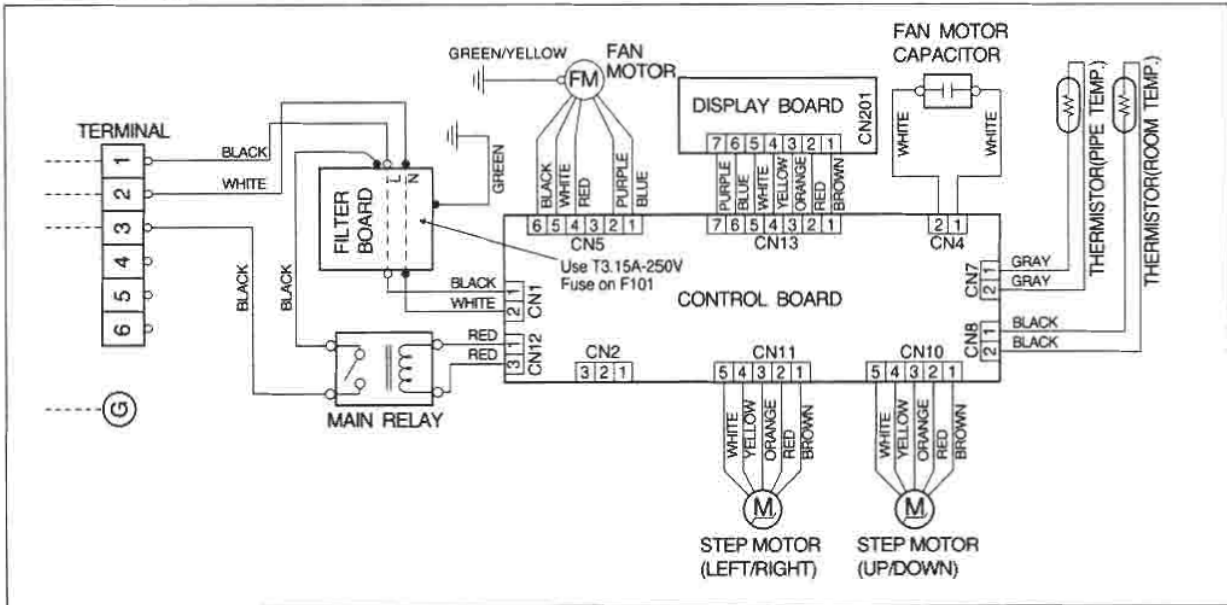 TERMINAL
1
2
3
4
5
6
G
BLACK
WHITE
BLACK
BLACK
FILTER
BOARD
L
N
GREEN
GREEN/YELLOW
FM
FAN
MOTOR
BLACK
WHITE
RED
PURPLE
BLUE
6 5 4 3 2 1
CN5
Use T3.15A-250V
Fuse on F101
DISPLAY BOARD
CN201
7 6 5 4 3 2 1
PURPLE
BLUE
WHITE
YELLOW
ORANGE
RED
BROWN
7 6 5 4 3 2 1
CN13
FAN MOTOR
CAPACITOR
WHITE
WHITE
2 1
CN4
THERMISTOR(PIPE TEMP.)
THERMISTOR(ROOM TEMP.)
GRAY
GRAY
1
2
CN7
BLACK
BLACK
1
2
CN8
CONTROL BOARD
BLACK
WHITE
1
2
CN1
RED
RED
1
3
CN12
MAIN RELAY
CN2
3 2 1
CN11
5 4 3 2 1
WHITE
YELLOW
ORANGE
RED
BROWN
M
STEP MOTOR
(LEFT/RIGHT)
CN10
5 4 3 2 1
WHITE
YELLOW
ORANGE
RED
BROWN
M
STEP MOTOR
(UP/DOWN)